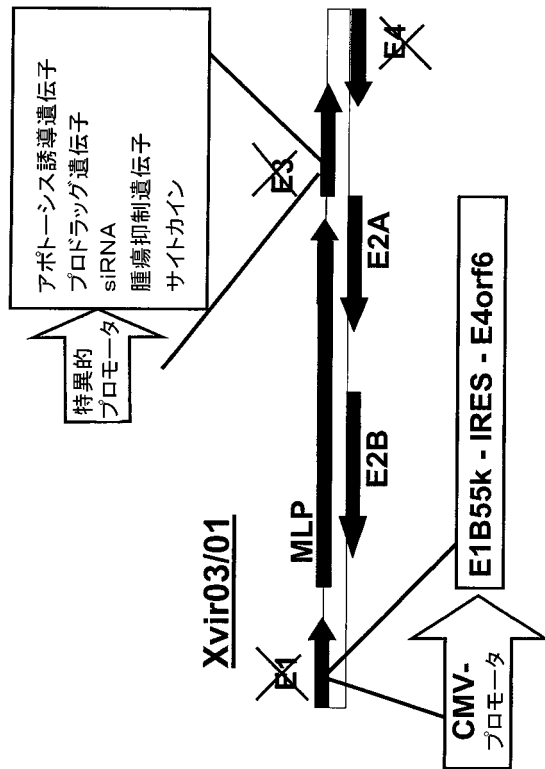 特異的
プロモータ
アポトーシス誘導遺伝子
プロドラッグ遺伝子
siRNA
腫瘍抑制遺伝子
サイトカイン
Xvir03/01
E1
MLP
E3
E4
E2B
E2A
CMV-
プロモータ
E1B55k - IRES - E4orf6